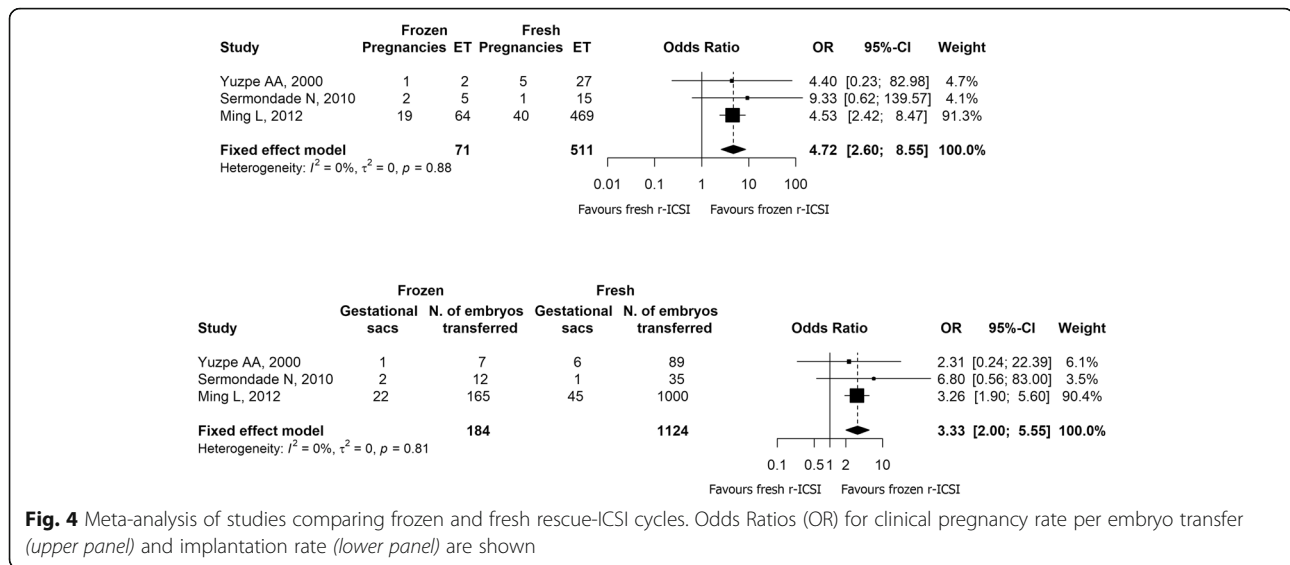 Frozen Fresh
Study Pregnancies ET Pregnancies ET Odds Ratio OR 95%-CI Weight
Yuzpe AA, 2000 1 2 5 27 4.40 [0.23; 82.98] 4.7%
Sermondade N, 2010 2 5 1 15 9.33 [0.62; 139.57] 4.1%
Ming L, 2012 19 64 40 469 4.53 [2.42; 8.47] 91.3%
Fixed effect model 71 511 4.72 [2.60; 8.55] 100.0%
Heterogeneity: I² = 0%, τ² = 0, p = 0.88
0.01 0.1 1 10 100
Favours fresh r-ICSI Favours frozen r-ICSI
Frozen Fresh
Gestational N. of embryos Gestational N. of embryos
Study sacs transferred sacs transferred Odds Ratio OR 95%-CI Weight
Yuzpe AA, 2000 1 7 6 89 2.31 [0.24; 22.39] 6.1%
Sermondade N, 2010 2 12 1 35 6.80 [0.56; 83.00] 3.5%
Ming L, 2012 22 165 45 1000 3.26 [1.90; 5.60] 90.4%
Fixed effect model 184 1124 3.33 [2.00; 5.55] 100.0%
Heterogeneity: I² = 0%, τ² = 0, p = 0.81
0.1 0.5 1 2 10
Favours fresh r-ICSI Favours frozen r-ICSI
Fig. 4 Meta-analysis of studies comparing frozen and fresh rescue-ICSI cycles. Odds Ratios (OR) for clinical pregnancy rate per embryo transfer
(upper panel) and implantation rate (lower panel) are shown